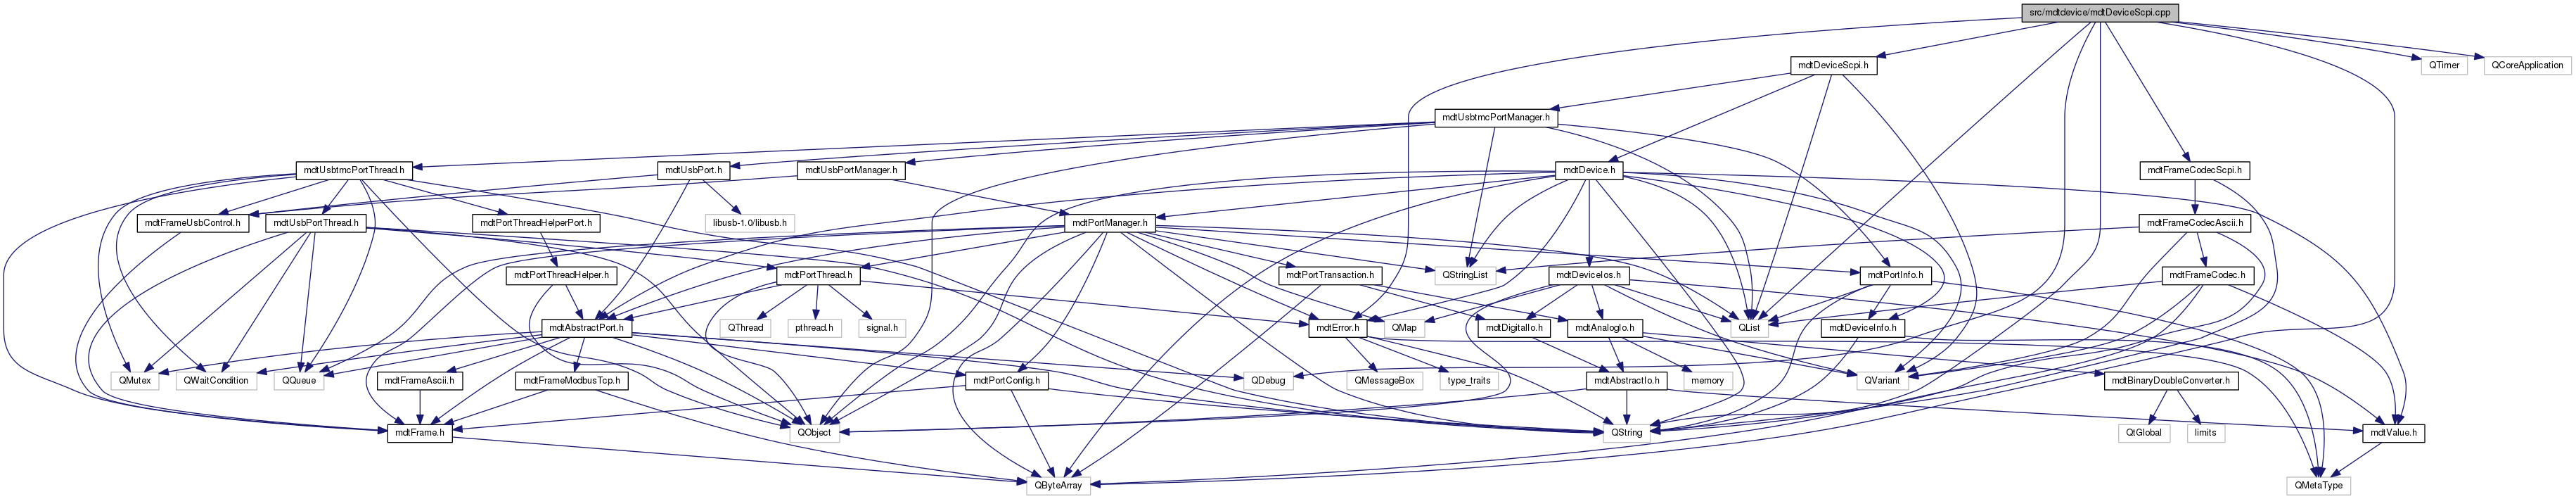 src/mdtdevice/mdtDeviceScpi.cpp
mdtDeviceScpi.h
QTimer
QCoreApplication
mdtUsbtmcPortManager.h
mdtUsbtmcPortThread.h
mdtUsbPort.h
mdtUsbPortManager.h
mdtDevice.h
mdtFrameCodecScpi.h
mdtFrameUsbControl.h
mdtUsbPortThread.h
mdtPortThreadHelperPort.h
libusb-1.0/libusb.h
mdtPortManager.h
mdtFrameCodecAscii.h
mdtPortThreadHelper.h
mdtPortThread.h
QStringList
mdtPortTransaction.h
mdtDeviceIos.h
mdtPortInfo.h
mdtFrameCodec.h
mdtAbstractPort.h
QThread
pthread.h
signal.h
mdtError.h
QMap
mdtDigitalIo.h
mdtAnalogIo.h
QList
mdtDeviceInfo.h
QMutex
QWaitCondition
QQueue
mdtFrameAscii.h
mdtFrameModbusTcp.h
QDebug
mdtPortConfig.h
QMessageBox
type_traits
mdtAbstractIo.h
memory
QVariant
mdtBinaryDoubleConverter.h
mdtFrame.h
QObject
QString
QtGlobal
limits
mdtValue.h
QByteArray
QMetaType